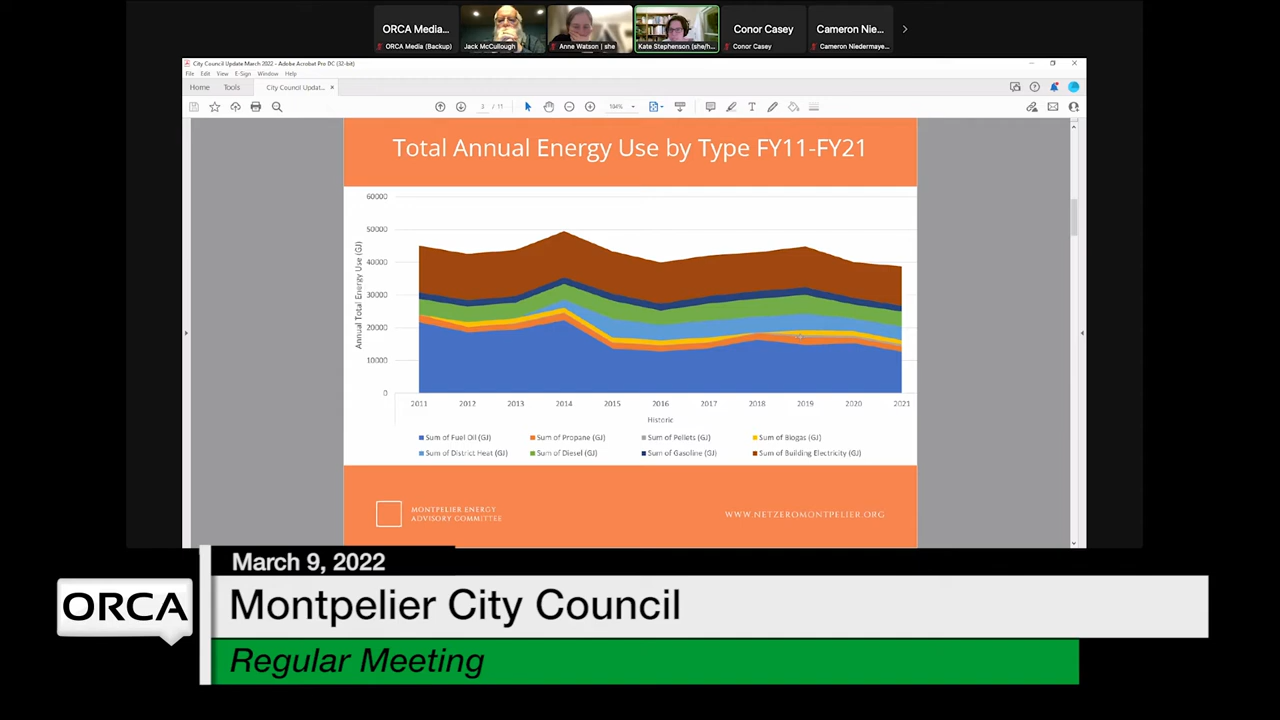 ORCA Media...
Conor Casey
Cameron Nie...
ORCA Media (Backup)
Jack McCullough
Anne Watson | she
Kate Stephenson (she/h...
Conor Casey
Cameron Niedermaye...
City Council Update March 2022 - Adobe Acrobat Pro DC (32-bit)
File Edit View E-Sign Window Help
Home Tools City Council Updat... ×
3 / 11 104%
Total Annual Energy Use by Type FY11-FY21
Annual Total Energy Use (GJ)
60000
50000
40000
30000
20000
10000
0
2011 2012 2013 2014 2015 2016 2017 2018 2019 2020 2021
Historic
Sum of Fuel Oil (GJ) Sum of Propane (GJ) Sum of Pellets (GJ) Sum of Biogas (GJ)
Sum of District Heat (GJ) Sum of Diesel (GJ) Sum of Gasoline (GJ) Sum of Building Electricity (GJ)
MONTPELIER ENERGY
ADVISORY COMMITTEE
WWW.NETZEROMONTPELIER.ORG
March 9, 2022
ORCA
Montpelier City Council
Regular Meeting